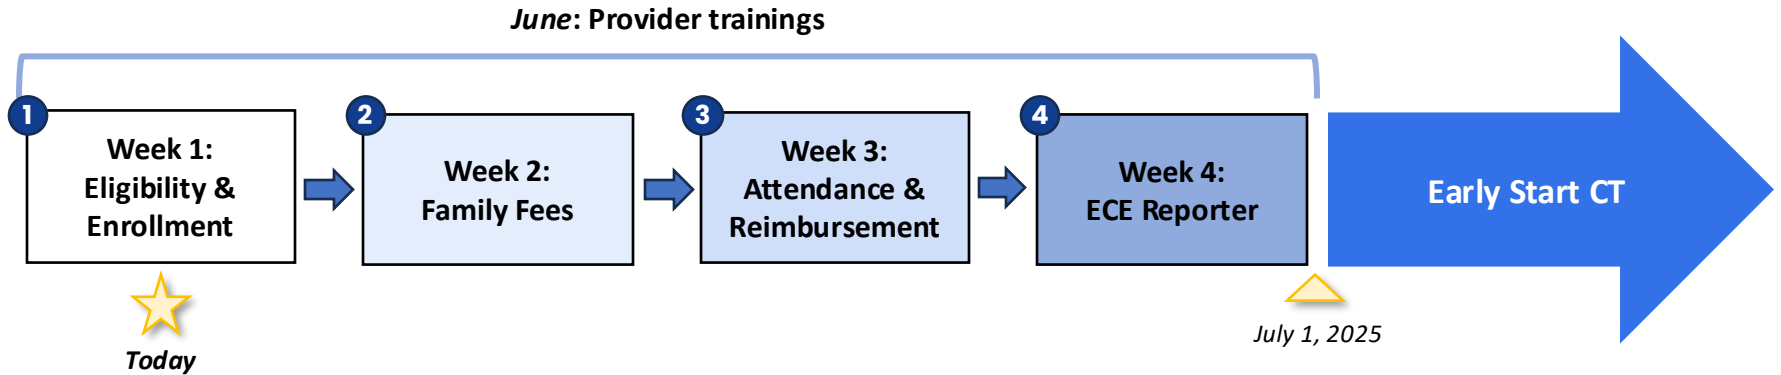 June: Provider trainings
1
Week 1:
Eligibility &
Enrollment
2
Week 2:
Family Fees
3
Week 3:
Attendance &
Reimbursement
4
Week 4:
ECE Reporter
Early Start CT
Today
July 1, 2025